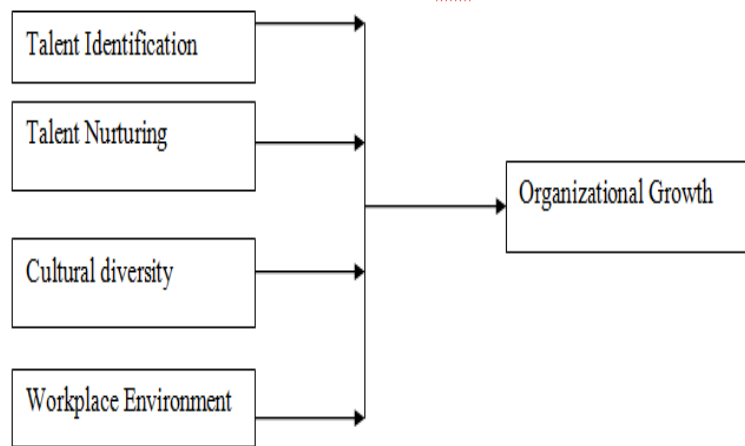 Talent Identification
Talent Nurturing
Organizational Growth
Cultural diversity
Workplace Environment